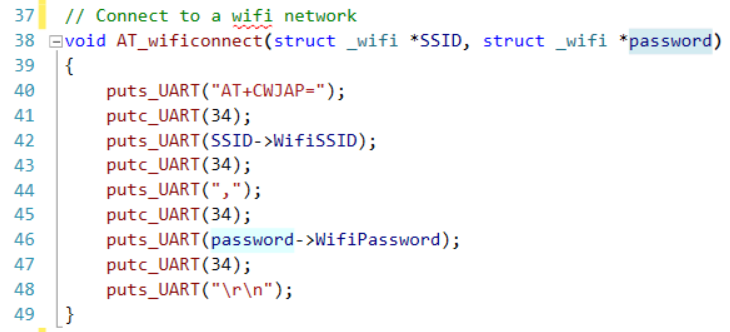 37 // Connect to a wifi network
38 void AT_wificonnect(struct _wifi *SSID, struct _wifi *password)
39 {
40 puts_UART("AT+CWJAP=");
41 putc_UART(34);
42 puts_UART(SSID->WifiSSID);
43 putc_UART(34);
44 puts_UART(",");
45 putc_UART(34);
46 puts_UART(password->WifiPassword);
47 putc_UART(34);
48 puts_UART("\r\n");
49 }